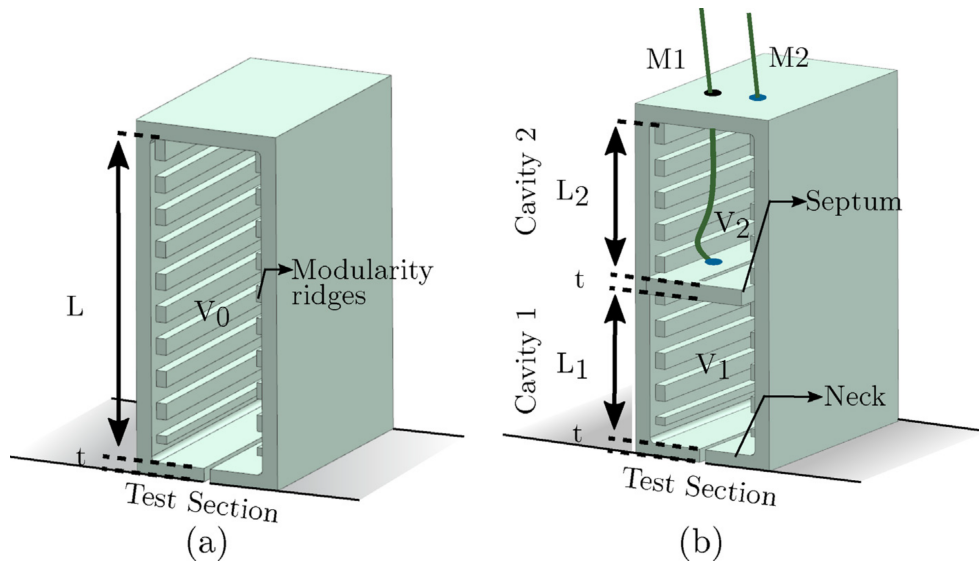 L
V0
Modularity
ridges
t
Test Section
(a)
M1
M2
Cavity 2
L2
V2
Septum
t
Cavity 1
L1
V1
Neck
t
Test Section
(b)